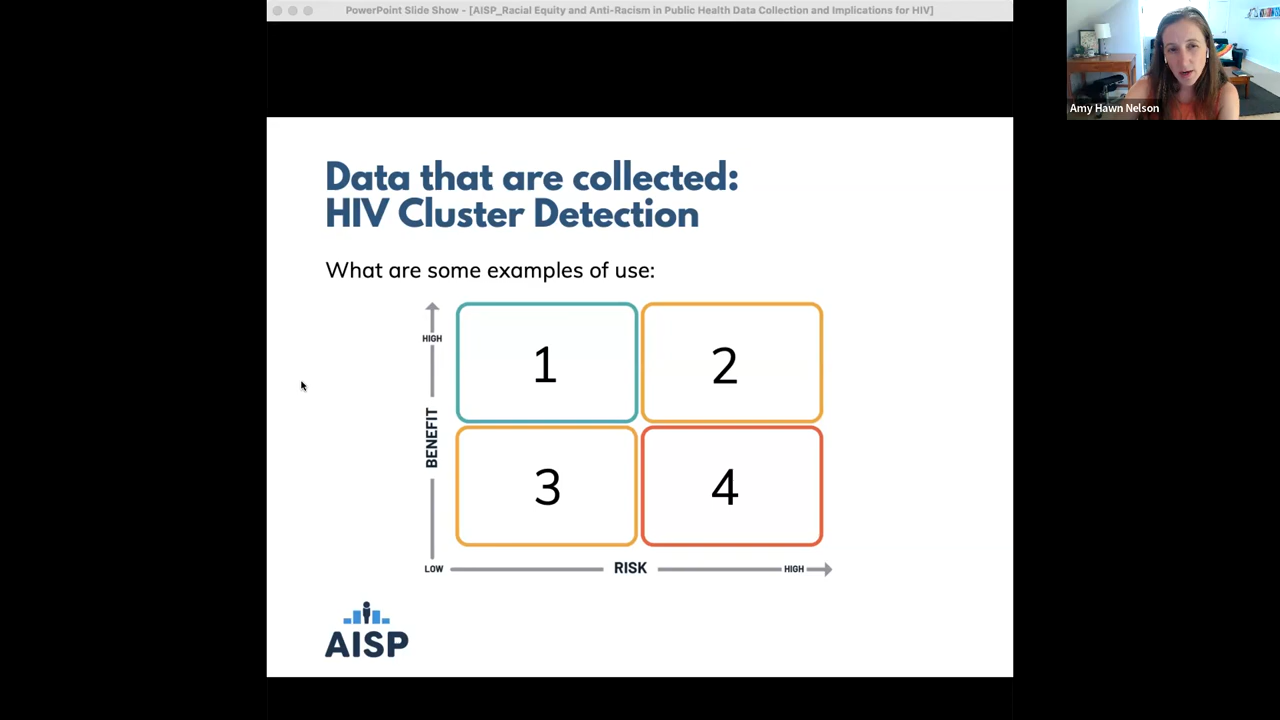 PowerPoint Slide Show - [AISP_Racial Equity and Anti-Racism in Public Health Data Collection and Implications for HIV]
Amy Hawn Nelson
Data that are collected:
HIV Cluster Detection
What are some examples of use:
HIGH
1
2
BENEFIT
3
4
LOW
RISK
HIGH
AISP